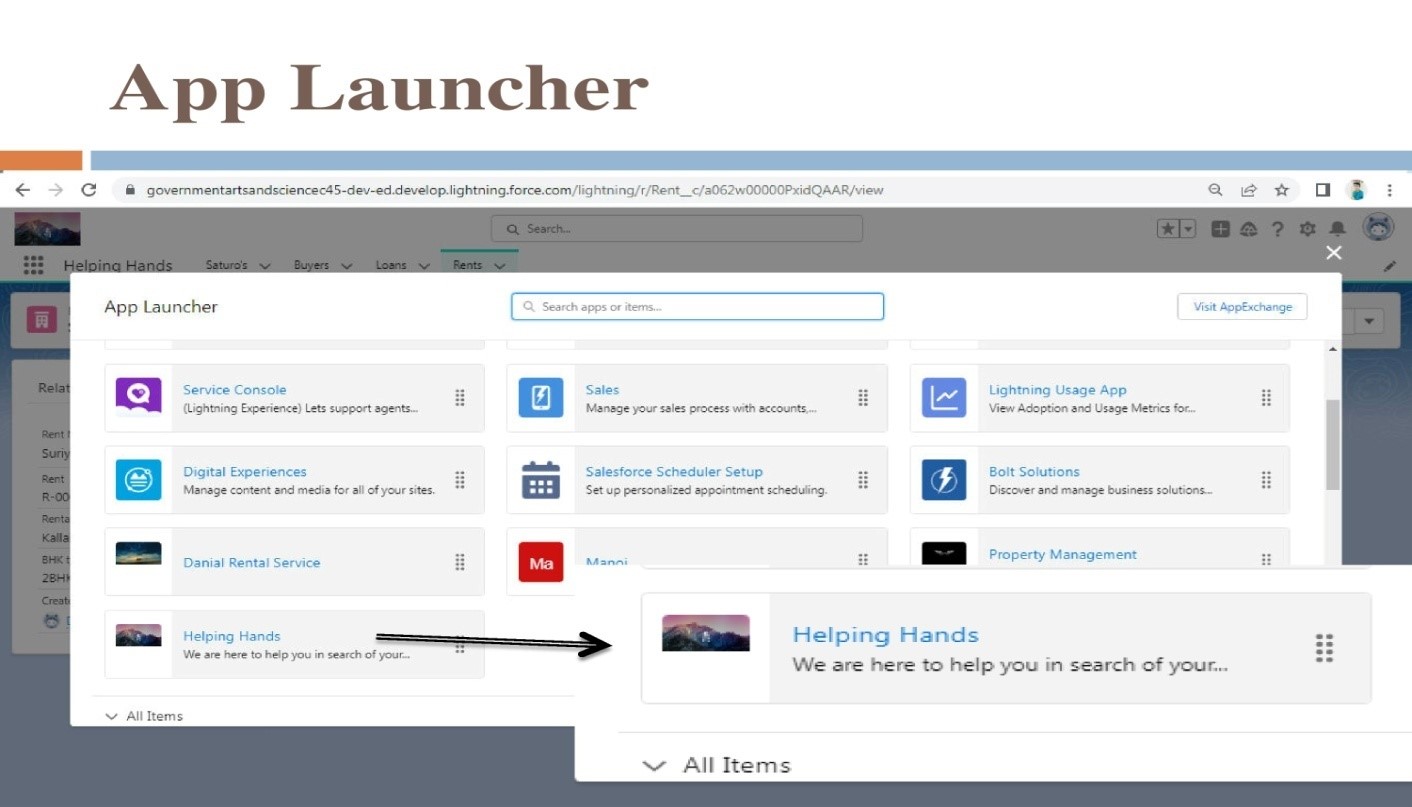 App Launcher
governmentartsandsciencec45-dev-ed.develop.lightning.force.com/lightning/r/Rent__c/a062w00000PxidQAAR/view
Search...
Helping Hands Saturo's Buyers Loans Rents
App Launcher Search apps or items... Visit AppExchange
Service Console Sales Lightning Usage App
(Lightning Experience) Lets support agents... Manage your sales process with accounts,... View Adoption and Usage Metrics for...
Digital Experiences Salesforce Scheduler Setup Bolt Solutions
Manage content and media for all of your sites. Set up personalized appointment scheduling. Discover and manage business solutions...
Danial Rental Service Ma Manoj Property Management
Helping Hands
We are here to help you in search of your...
All Items
Relat
Rent
Suriy
Rent
R-00
Renta
Kalla
BHK t
2BHK
Creat
Helping Hands
We are here to help you in search of your...
All Items